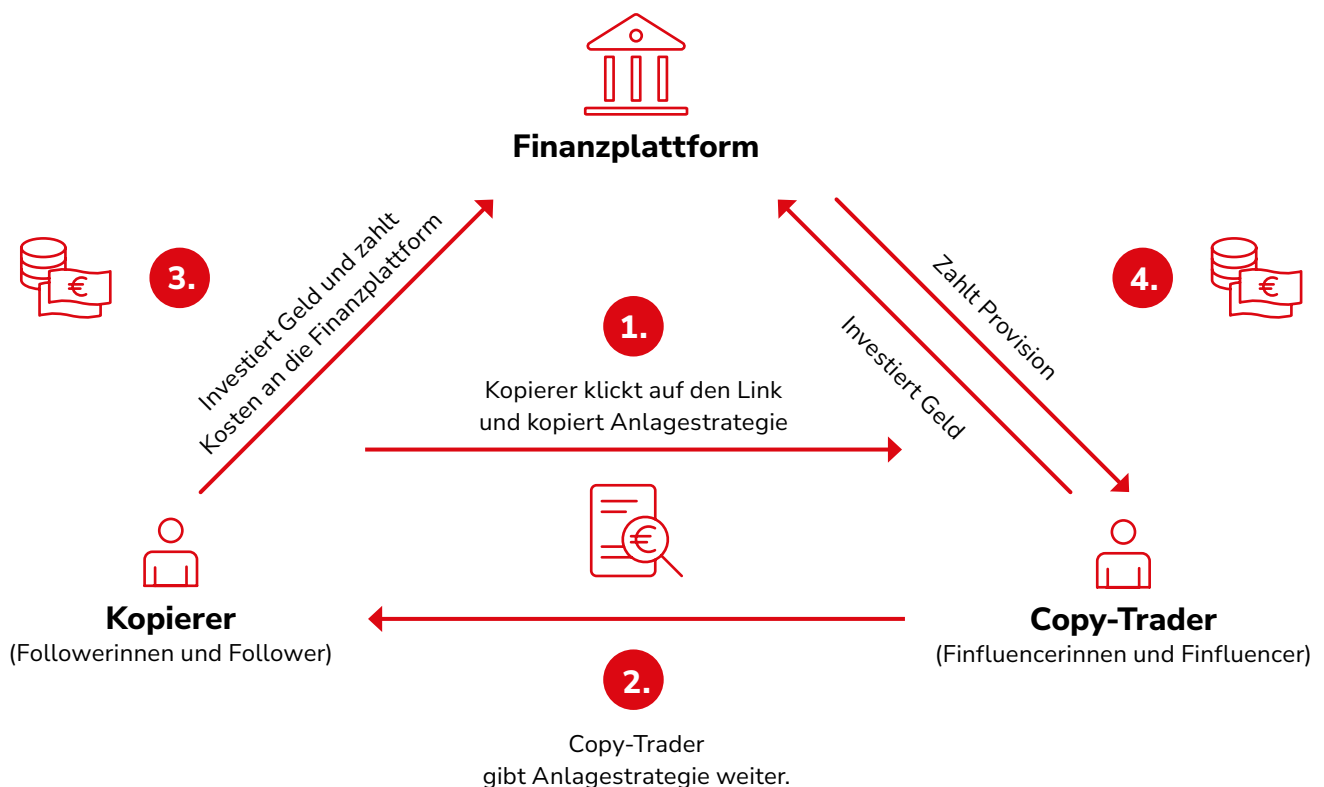 Finanzplattform
3.
Investiert Geld und zahlt
Kosten an die Finanzplattform
1.
Kopierer klickt auf den Link
und kopiert Anlagestrategie
€
Investiert Geld
Zahlt Provision
4.
€
€
Kopierer
(Followerinnen und Follower)
Copy-Trader
(Finfluencerinnen und Finfluencer)
2.
Copy-Trader
gibt Anlagestrategie weiter.